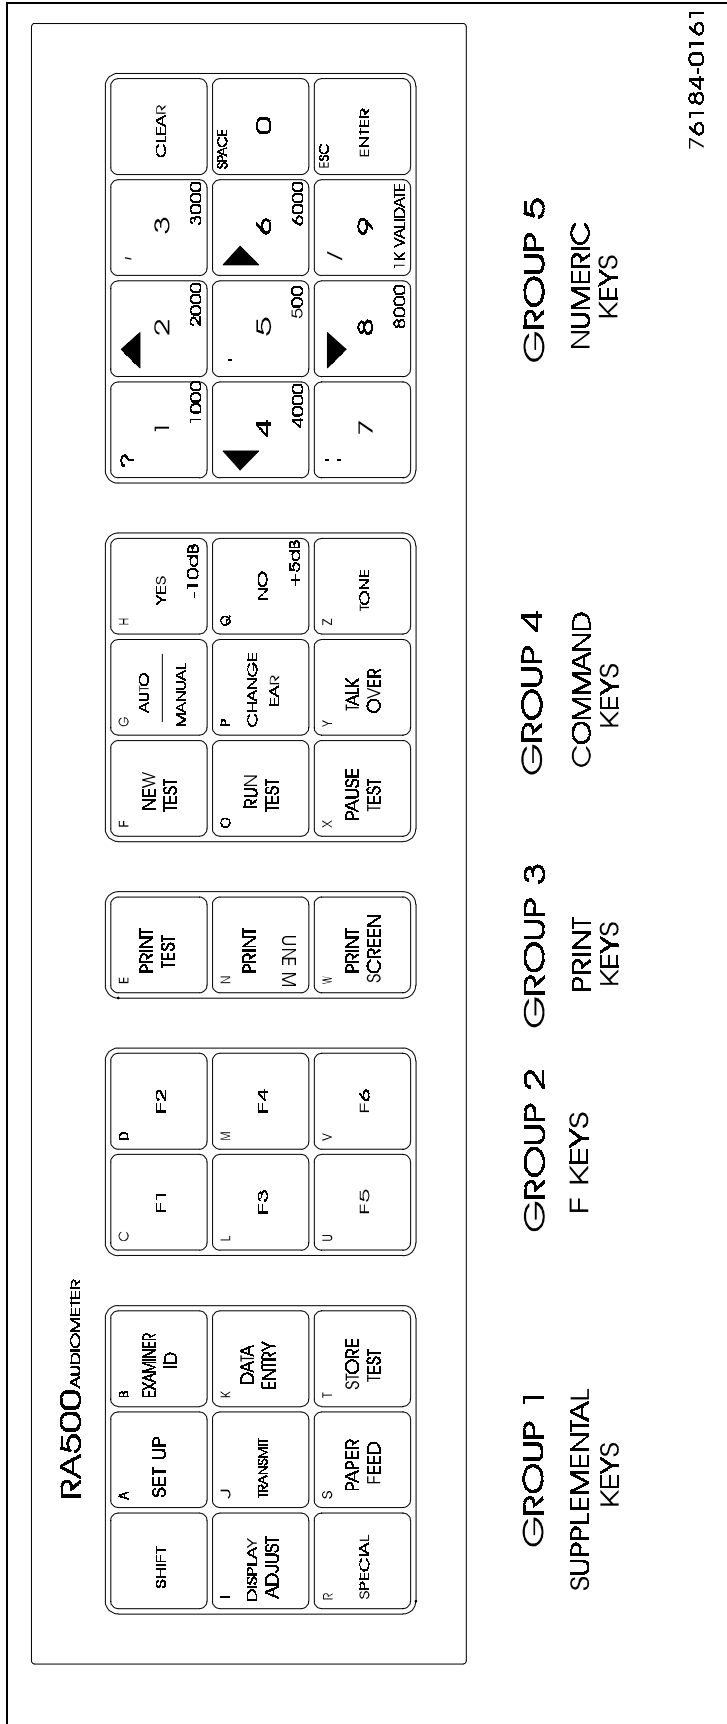 RA500 AUDIOMETER
SHIFT
A
SET UP
B
EXAMINER
ID
I
DISPLAY
ADJUST
J
TRANSMIT
K
DATA
ENTRY
R
SPECIAL
S
PAPER
FEED
T
STORE
TEST
C
F1
D
F2
L
F3
M
F4
U
F5
V
F6
E
PRINT
TEST
N
PRINT
UNE M
W
PRINT
SCREEN
F
NEW
TEST
G
AUTO
MANUAL
H
YES
-10dB
O
RUN
TEST
P
CHANGE
EAR
Q
NO
+5dB
X
PAUSE
TEST
Y
TALK
OVER
Z
TONE
?
1
1000
2
2000
,
3
3000
CLEAR
4
4000
.
5
500
6
6000
SPACE
0
:
7
8
8000
/
9
1K VALIDATE
ESC
ENTER
GROUP 1
SUPPLEMENTAL
KEYS
GROUP 2
F KEYS
GROUP 3
PRINT
KEYS
GROUP 4
COMMAND
KEYS
GROUP 5
NUMERIC
KEYS
76184-0161